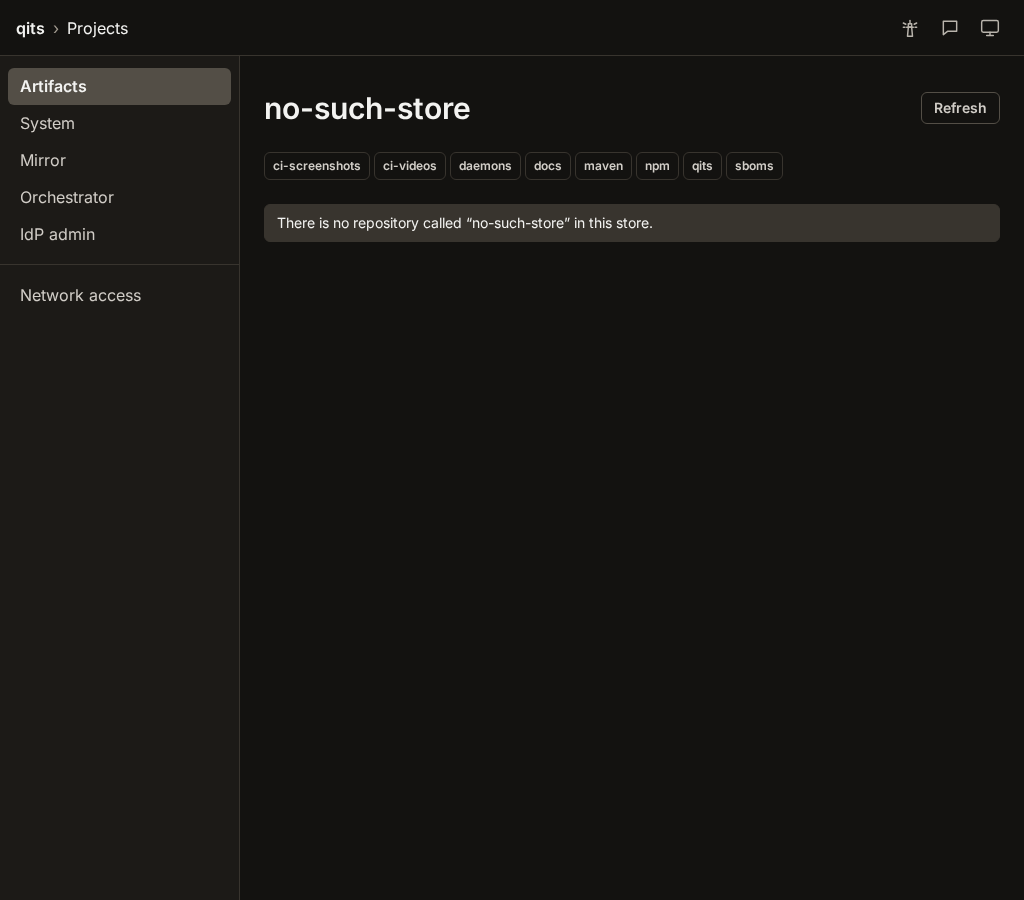 qits › Projects
Artifacts
System
Mirror
Orchestrator
IdP admin
Network access
no-such-store
Refresh
ci-screenshots ci-videos daemons docs maven npm qits sboms
There is no repository called “no-such-store” in this store.